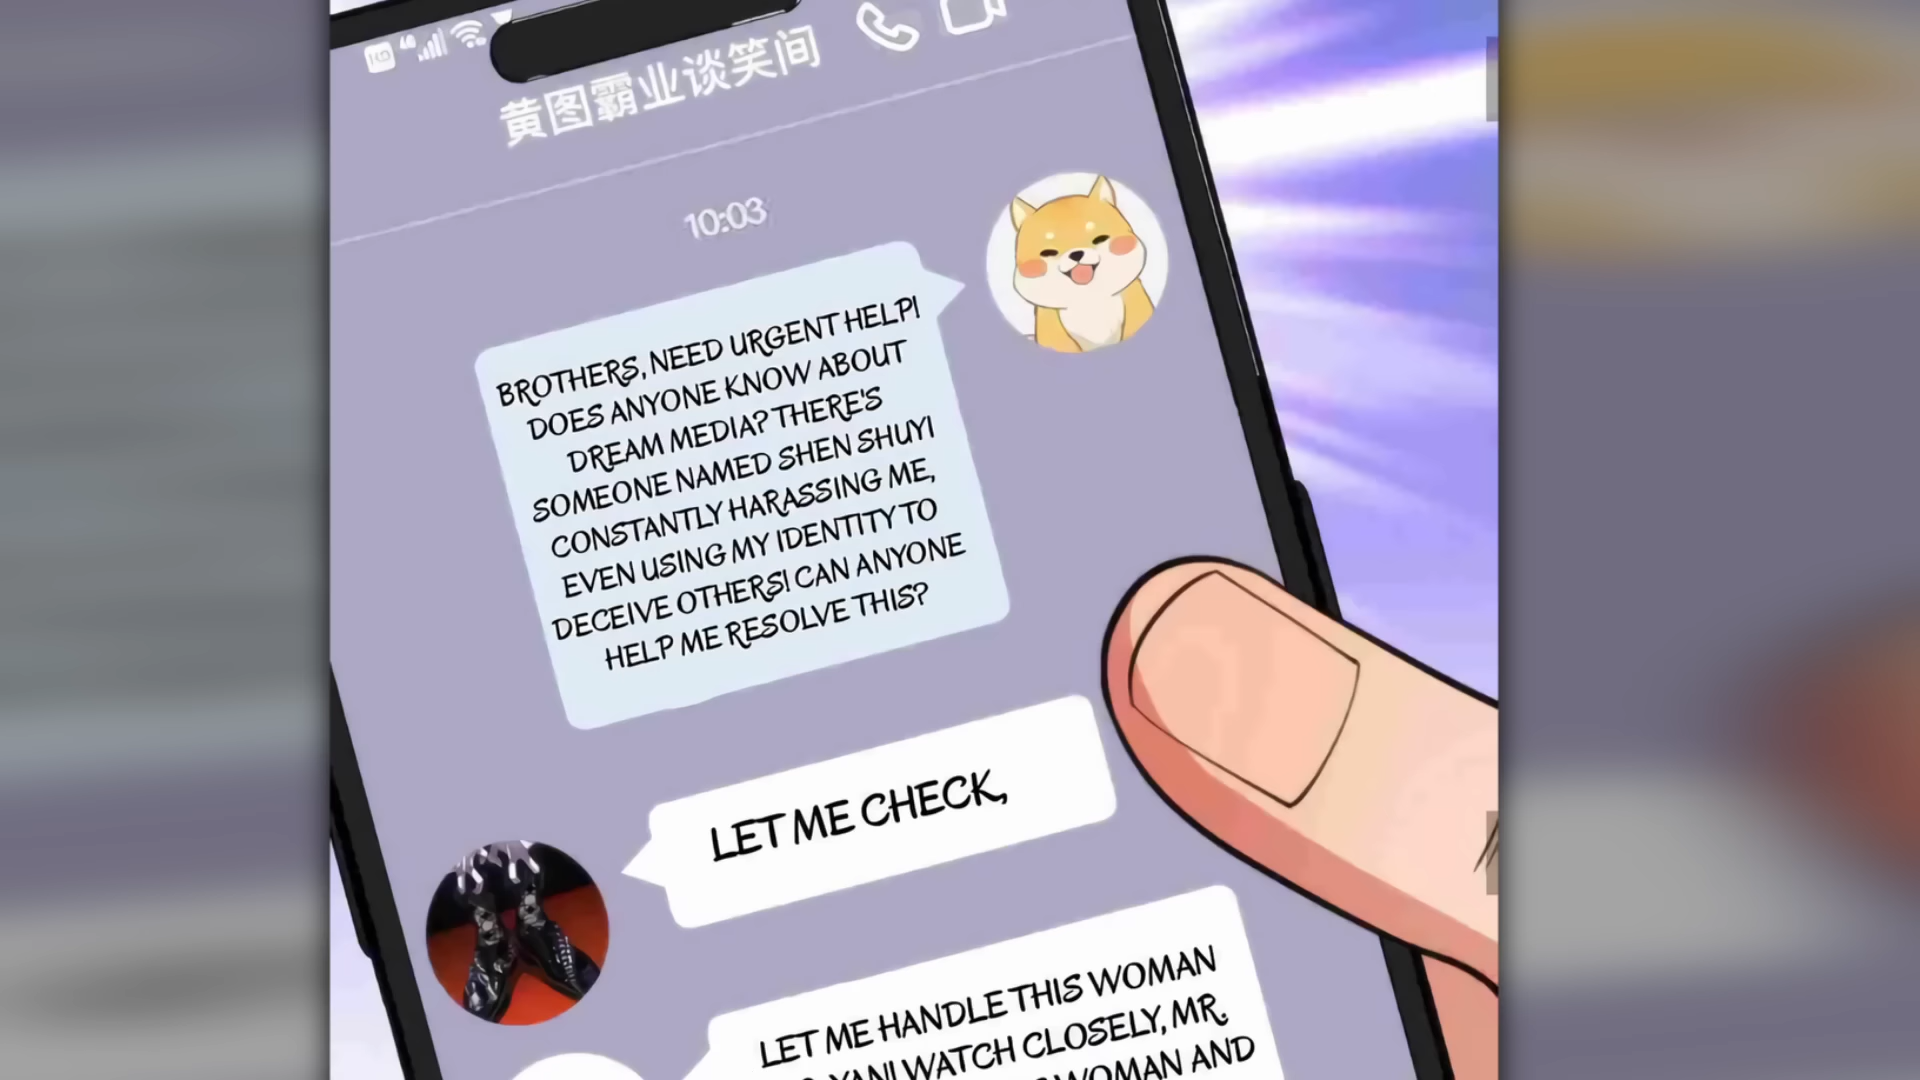 黄图霸业谈笑间
10:03
BROTHERS, NEED URGENT HELP!
DOES ANYONE KNOW ABOUT
DREAM MEDIA? THERE'S
SOMEONE NAMED SHEN SHUYI
CONSTANTLY HARASSING ME,
EVEN USING MY IDENTITY TO
DECEIVE OTHERS! CAN ANYONE
HELP ME RESOLVE THIS?
LET ME CHECK,
LET ME HANDLE THIS WOMAN
WATCH CLOSELY, MR.
WOMAN AND